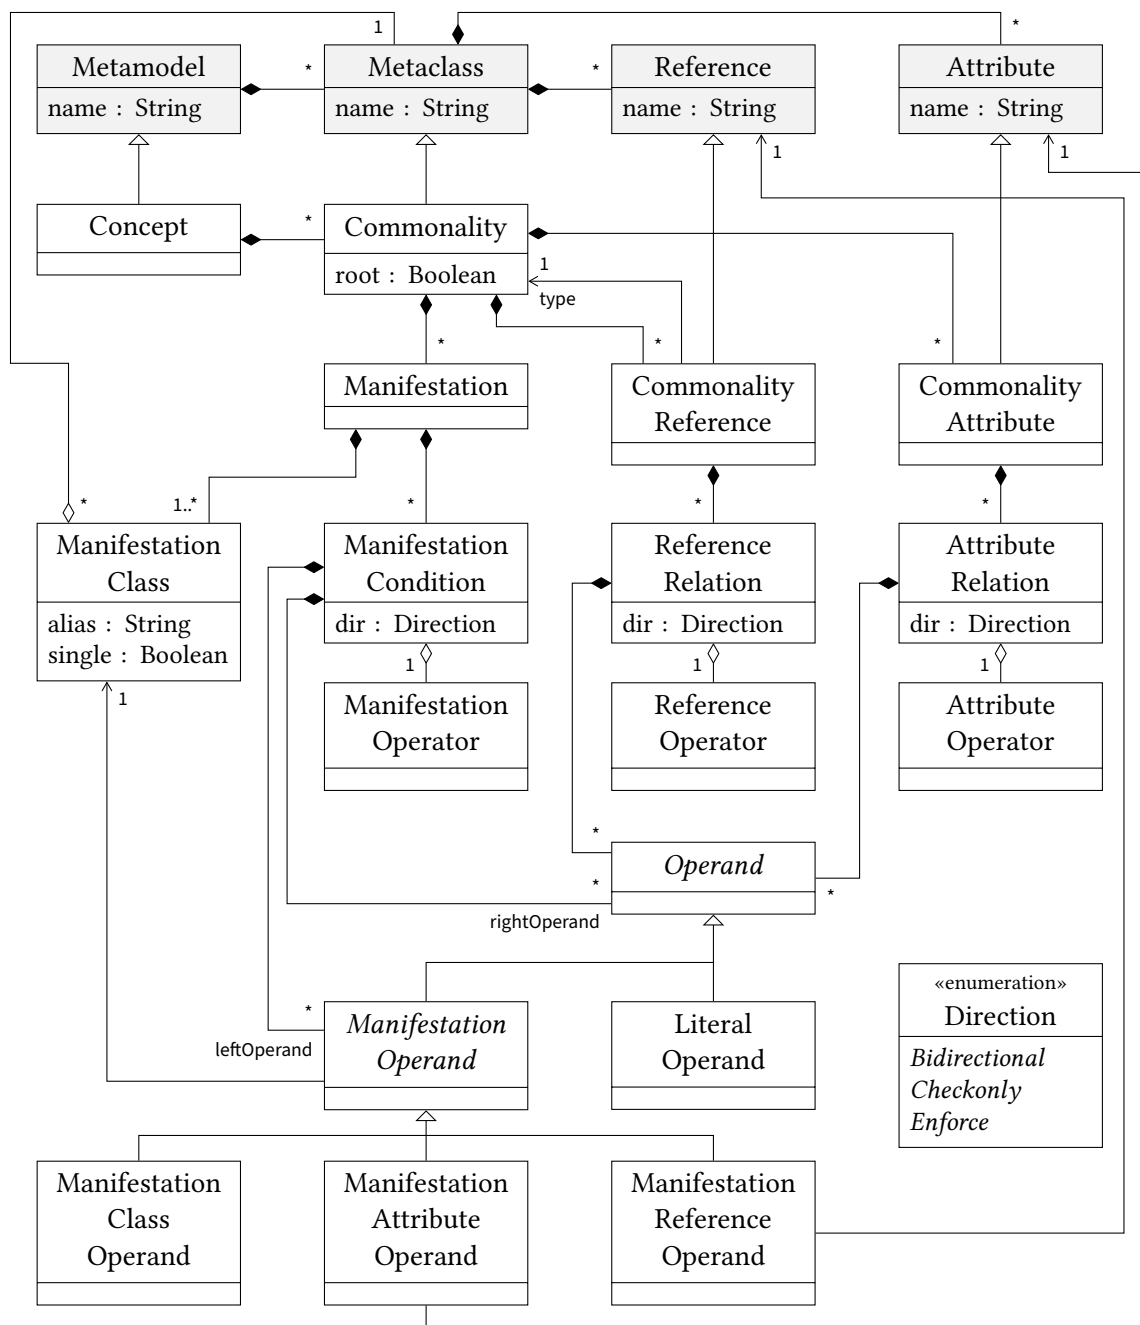 1
*
Metamodel
name : String
*
Metaclass
name : String
*
Reference
name : String
Attribute
name : String
1
1
Concept
*
Commonality
root : Boolean
1
type
*
*
*
Manifestation
Commonality
Reference
Commonality
Attribute
*
1..*
*
*
*
Manifestation
Class
alias : String
single : Boolean
Manifestation
Condition
dir : Direction
Reference
Relation
dir : Direction
Attribute
Relation
dir : Direction
1
1
1
1
Manifestation
Operator
Reference
Operator
Attribute
Operator
*
Operand
*
*
rightOperand
*
leftOperand
Manifestation
Operand
Literal
Operand
«enumeration»
Direction
Bidirectional
Checkonly
Enforce
Manifestation
Class
Operand
Manifestation
Attribute
Operand
Manifestation
Reference
Operand